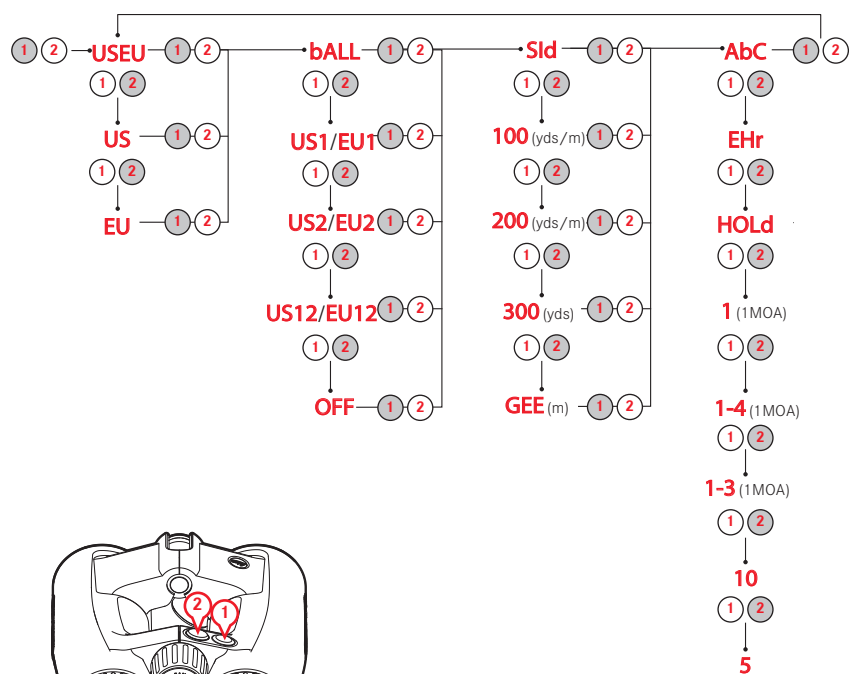 1 2 USEU 1 2 bALL 1 2 SId 1 2 AbC 1 2
1 2 1 2 1 2 1 2
US 1 2 US1/EU1 1 2 100 (yds/m) 1 2 EHr
1 2 1 2 1 2 1 2
EU 1 2 US2/EU2 1 2 200 (yds/m) 1 2 HOLd
1 2 1 2 1 2
US12/EU12 1 2 300 (yds) 1 2 1 (1MOA)
1 2 1 2 1 2
OFF 1 2 GEE (m) 1 2 1-4 (1MOA)
1 2
1-3 (1MOA)
1 2
10
1 2
2 1
5